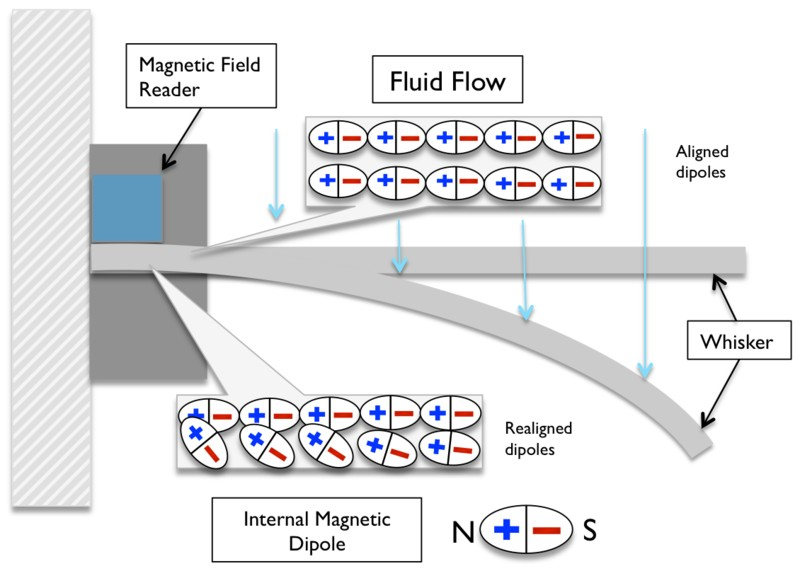 Magnetic Field
Reader
Fluid Flow
Aligned
dipoles
Whisker
Realigned
dipoles
Internal Magnetic
Dipole
N
S